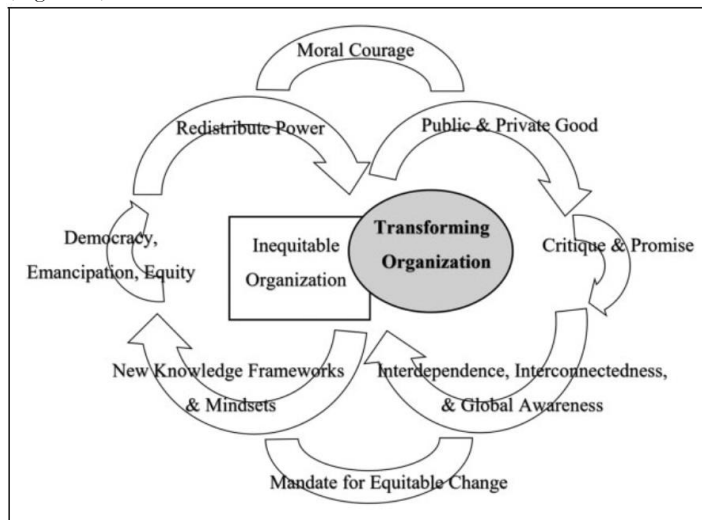 Moral Courage
Redistribute Power
Public & Private Good
Democracy,
Emancipation, Equity
Inequitable
Organization
Transforming
Organization
Critique & Promise
New Knowledge Frameworks
& Mindsets
Interdependence, Interconnectedness,
& Global Awareness
Mandate for Equitable Change